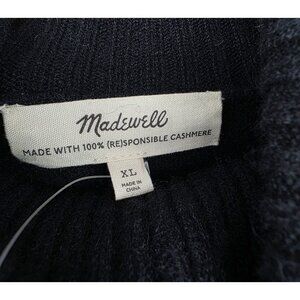 Madewell
MADE WITH 100% (RE)SPONSIBLE CASHMERE
XL
MADE IN
CHINA